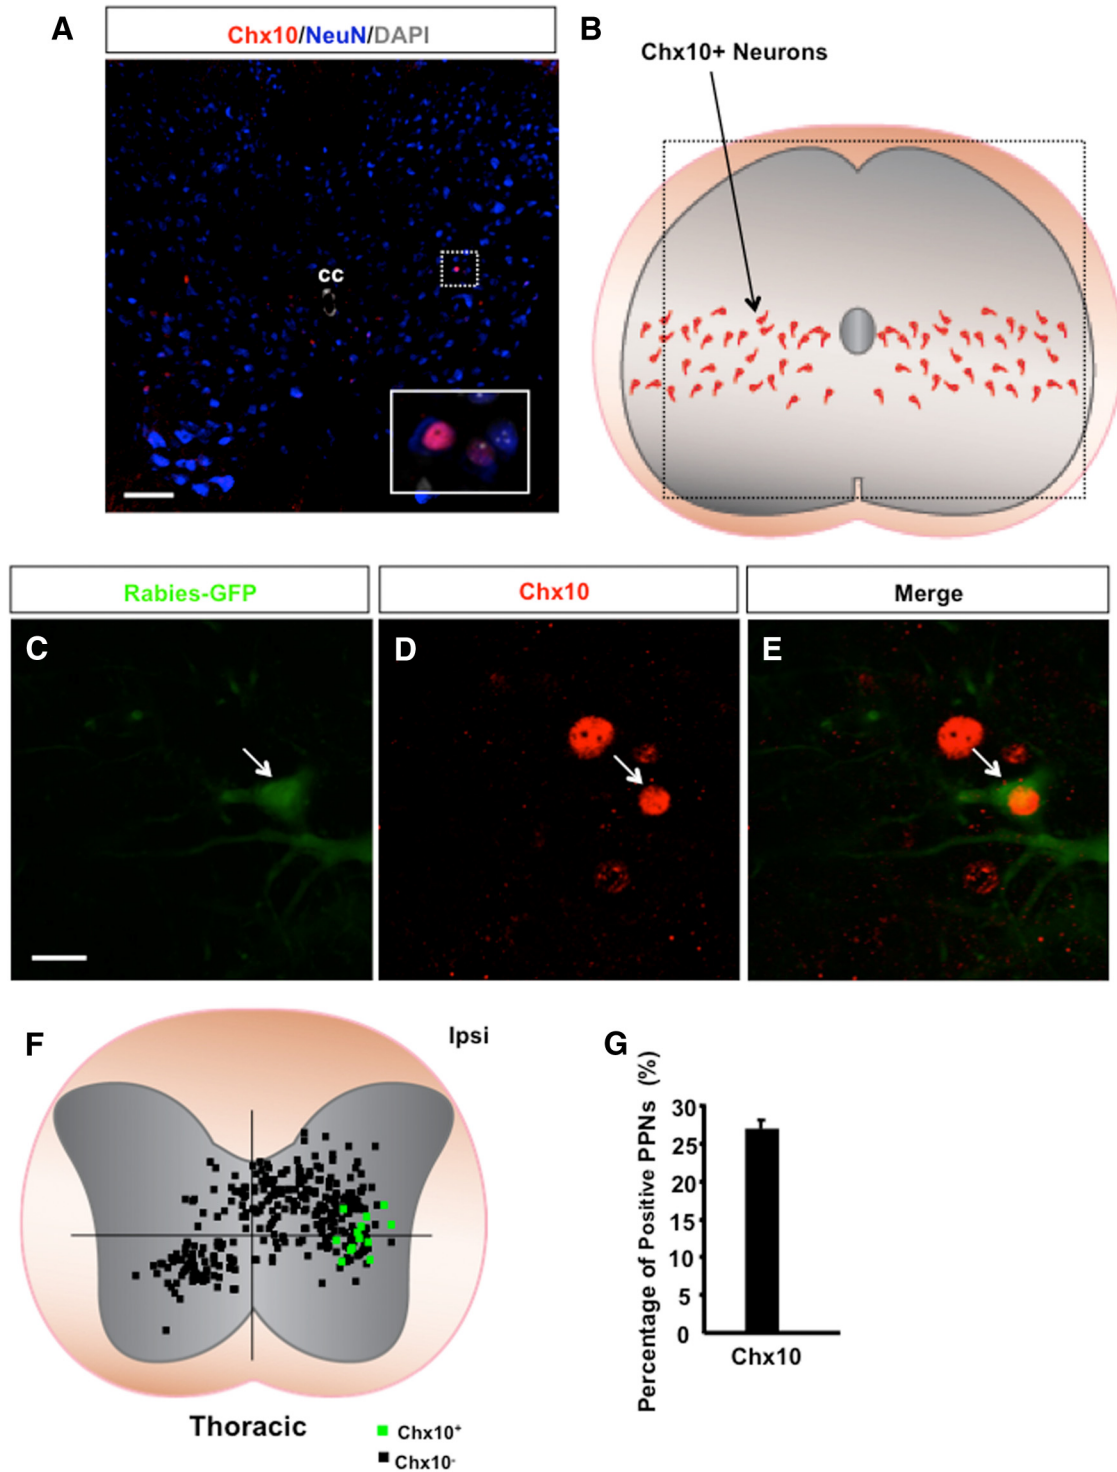 A
Chx10/NeuN/DAPI
cc
B
Chx10+ Neurons
Rabies-GFP
Chx10
Merge
C
D
E
F
Ipsi
Thoracic
Chx10+
Chx10-
G
Percentage of Positive PPNs (%)
30
25
20
15
10
5
0
Chx10